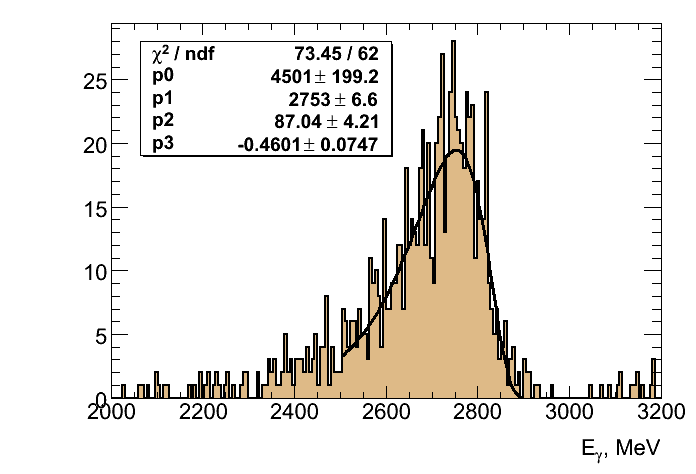 χ² / ndf 73.45 / 62
p0 4501 ± 199.2
p1 2753 ± 6.6
p2 87.04 ± 4.21
p3 -0.4601 ± 0.0747
25
20
15
10
5
0
2000 2200 2400 2600 2800 3000 3200
Eγ, MeV